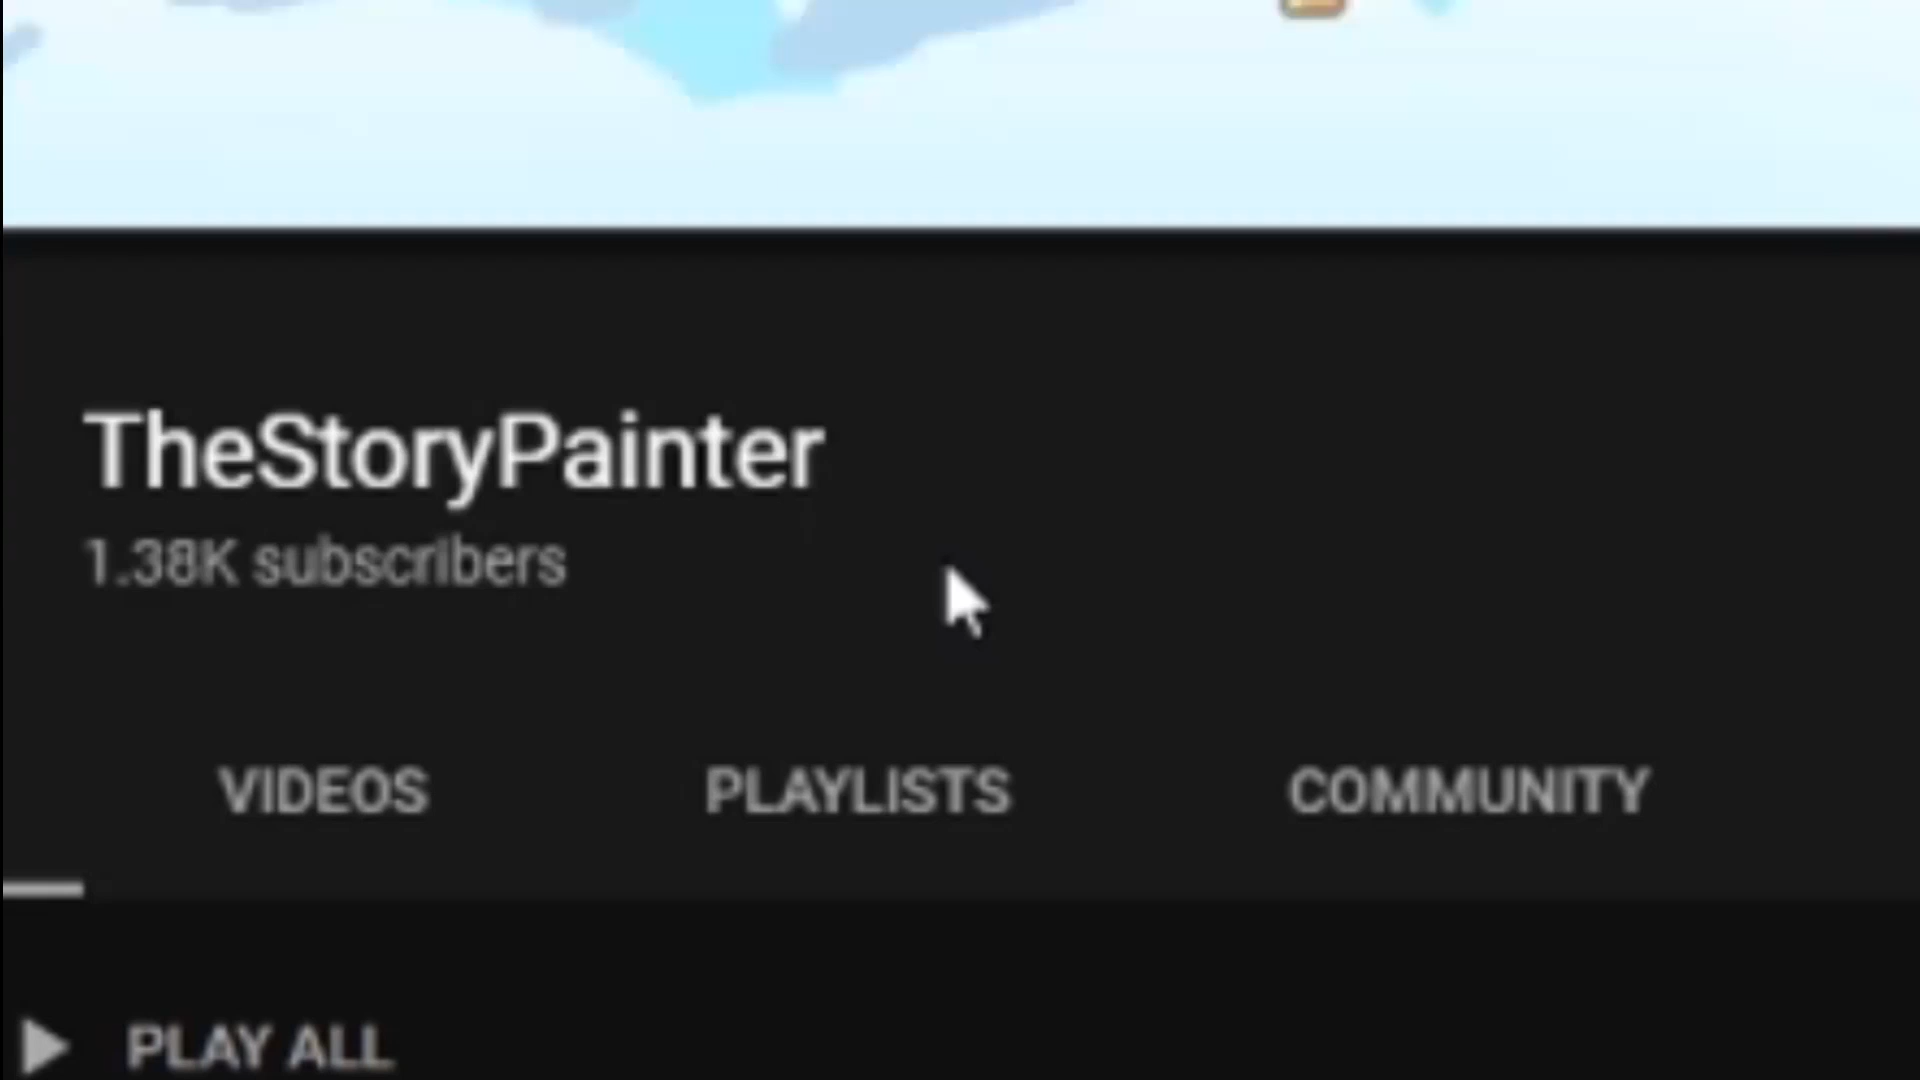 TheStoryPainter
1.38K subscribers
VIDEOS PLAYLISTS COMMUNITY
PLAY ALL